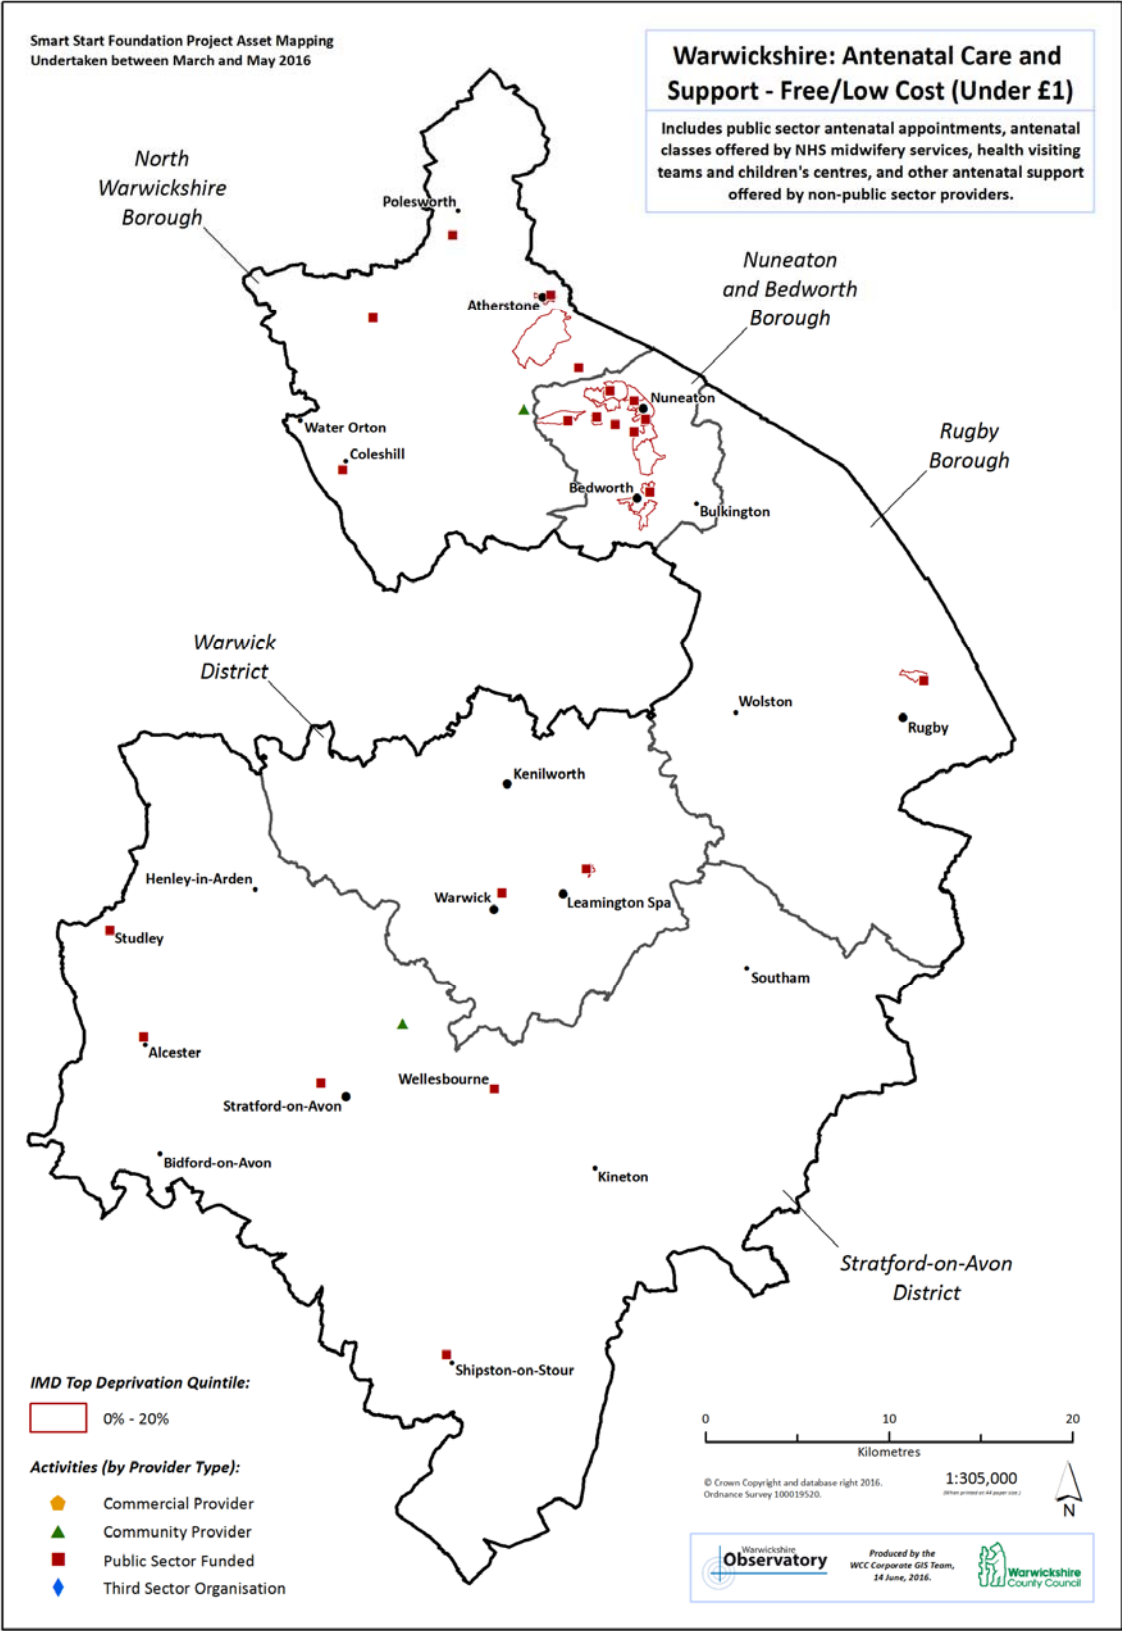 Smart Start Foundation Project Asset Mapping
Undertaken between March and May 2016
Warwickshire: Antenatal Care and
Support - Free/Low Cost (Under £1)
Includes public sector antenatal appointments, antenatal
classes offered by NHS midwifery services, health visiting
teams and children's centres, and other antenatal support
offered by non-public sector providers.
North
Warwickshire
Borough
Polesworth
Nuneaton
and Bedworth
Borough
Atherstone
Nuneaton
Water Orton
Coleshill
Rugby
Borough
Bedworth
Bulkington
Warwick
District
Wolston
Rugby
Kenilworth
Henley-in-Arden
Warwick
Leamington Spa
Studley
Southam
Alcester
Wellesbourne
Stratford-on-Avon
Bidford-on-Avon
Kineton
Stratford-on-Avon
District
Shipston-on-Stour
IMD Top Deprivation Quintile:
0% - 20%
Activities (by Provider Type):
Commercial Provider
Community Provider
Public Sector Funded
Third Sector Organisation
0 10 20
Kilometres
© Crown Copyright and database right 2016.
Ordnance Survey 100019520.
1:305,000
(When printed at A4 paper size.)
N
Warwickshire
Observatory
Produced by the
WCC Corporate GIS Team,
14 June, 2016.
Warwickshire
County Council